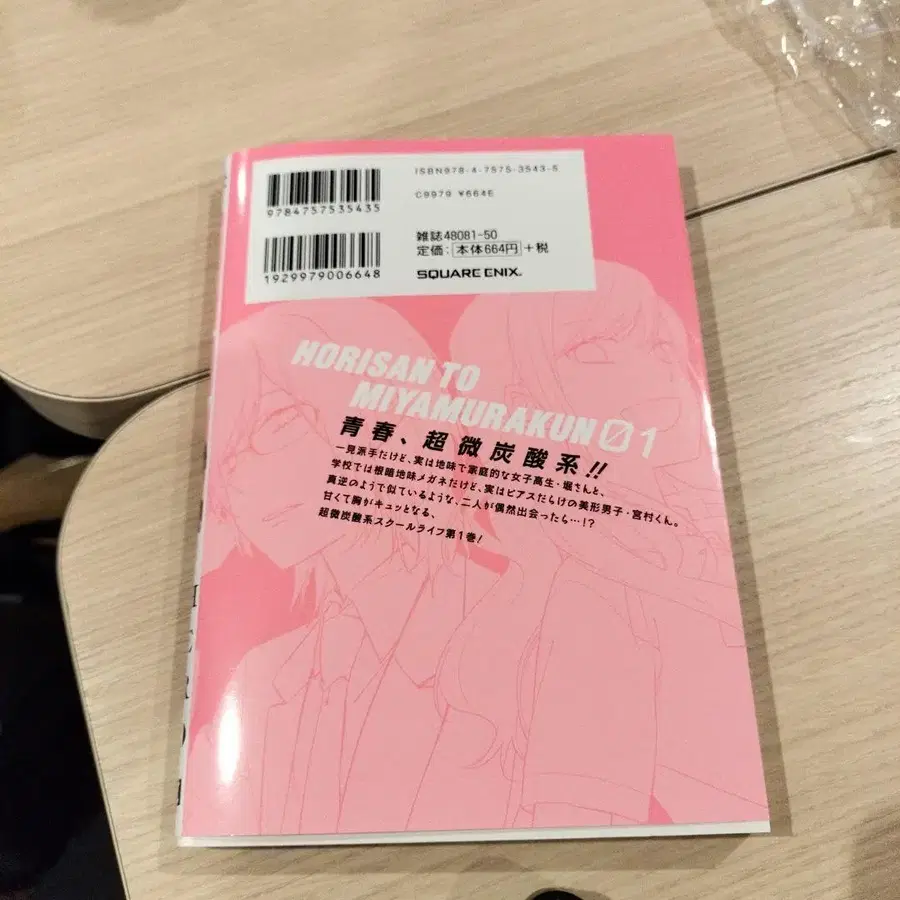 ISBN978-4-7575-3543-5
C9979 ¥664E
9784757535435
雑誌48081-50
定価：本体664円+税
1929979006648
SQUARE ENIX®
HORISAN TO
MIYAMURAKUN 01
青春、超微炭酸系!!
一見派手だけど、実は地味で家庭的な女子高生・堀さんと、
学校では根暗地味メガネだけど、実はピアスだらけの美形男子・宮村くん。
真逆のようで似ているような、二人が偶然出会ったら…!?
甘くて胸がキュッとなる、
超微炭酸系スクールライフ第1巻!